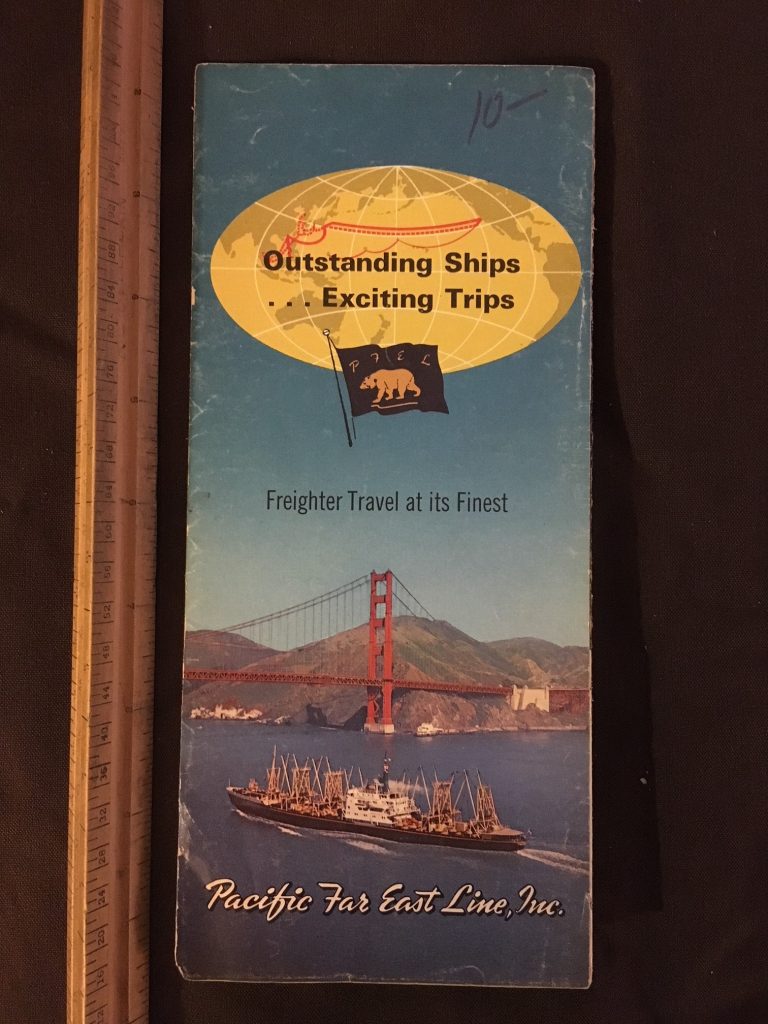 10-
Outstanding Ships
. . . Exciting Trips
P F E L
Freighter Travel at its Finest
Pacific Far East Line, Inc.